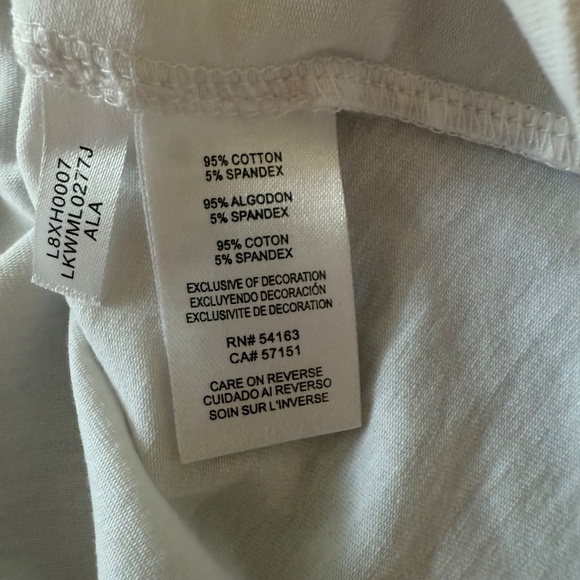 L8XH0007
LKWML0277J
ALA
95% COTTON
5% SPANDEX
95% ALGODON
5% SPANDEX
95% COTON
5% SPANDEX
EXCLUSIVE OF DECORATION
EXCLUYENDO DECORACIÓN
EXCLUSIVITE DE DECORATION
RN# 54163
CA# 57151
CARE ON REVERSE
CUIDADO AI REVERSO
SOIN SUR L'INVERSE